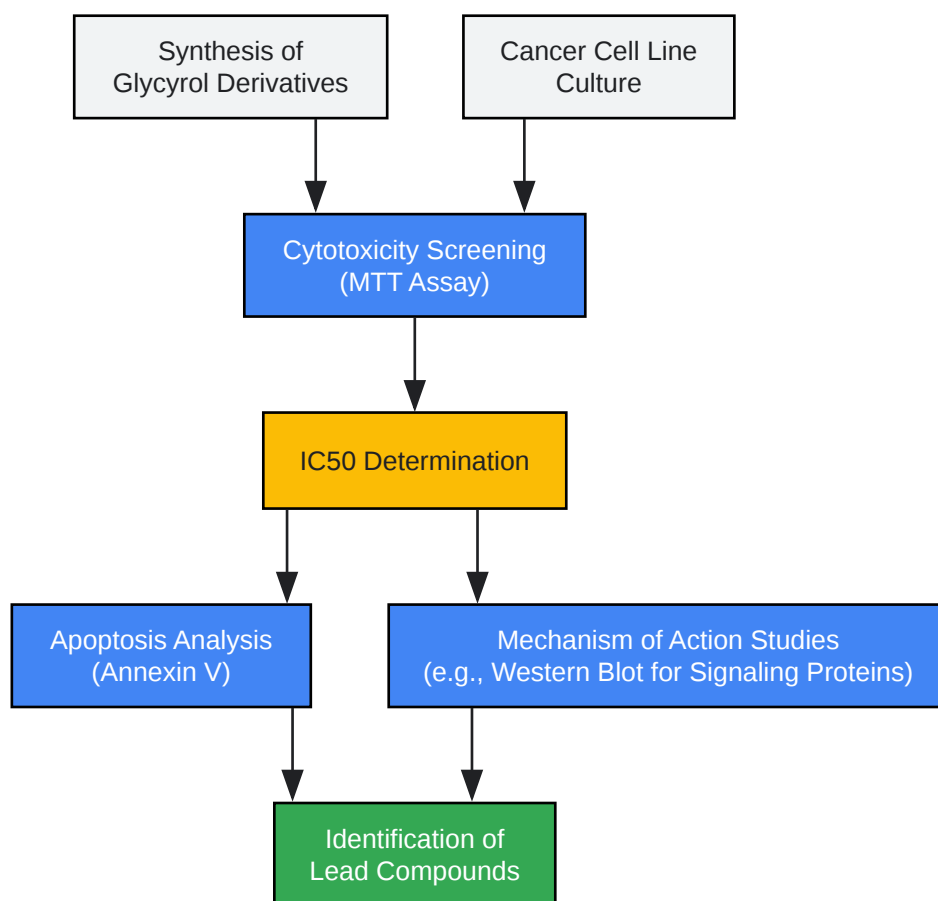 Synthesis of
Glycyrol Derivatives
Cancer Cell Line
Culture
Cytotoxicity Screening
(MTT Assay)
IC50 Determination
Apoptosis Analysis
(Annexin V)
Mechanism of Action Studies
(e.g., Western Blot for Signaling Proteins)
Identification of
Lead Compounds